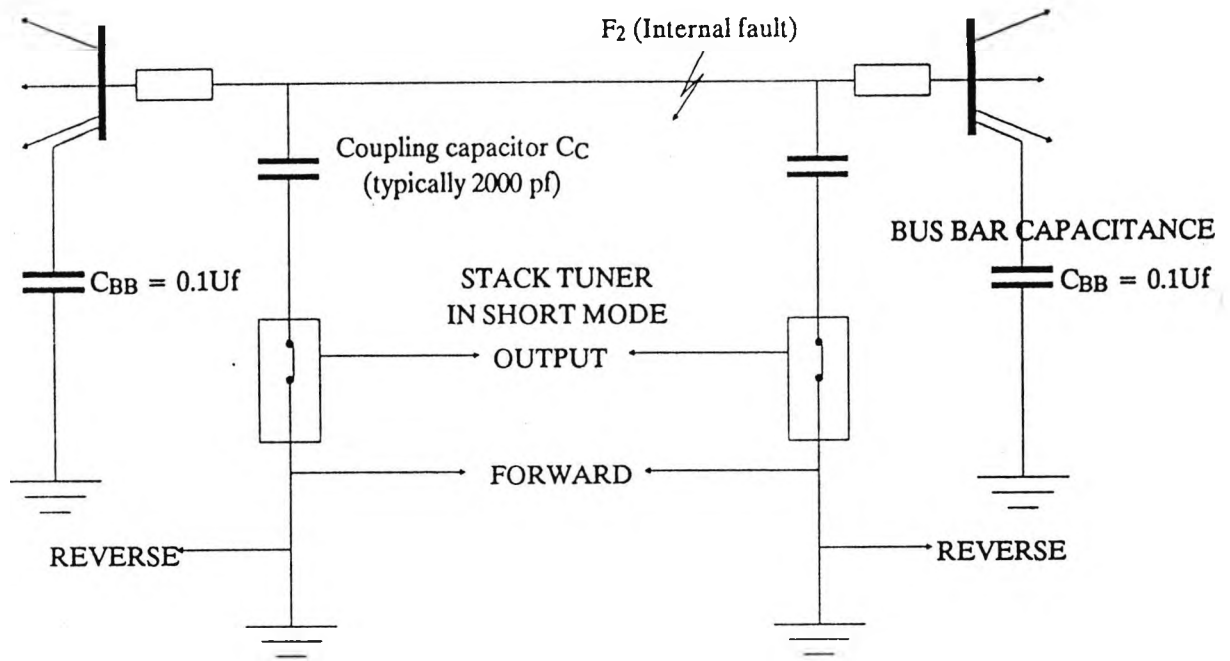 F2 (Internal fault)
Coupling capacitor CC
(typically 2000 pf)
BUS BAR CAPACITANCE
CBB = 0.1Uf
CBB = 0.1Uf
STACK TUNER
IN SHORT MODE
OUTPUT
FORWARD
REVERSE
REVERSE